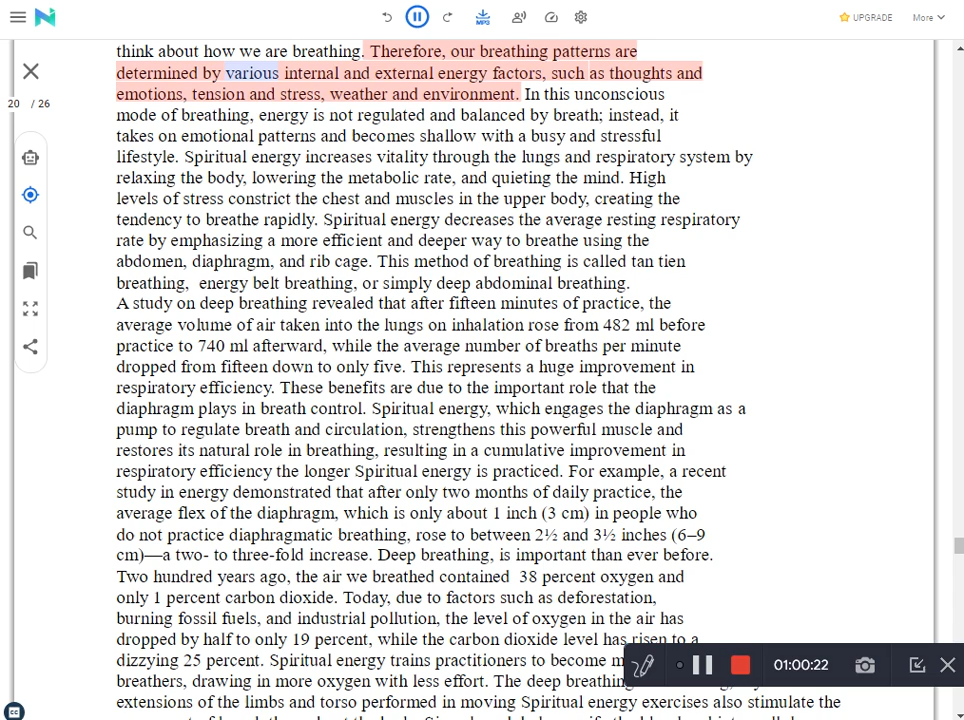 MP3
UPGRADE
More
20 / 26
think about how we are breathing. Therefore, our breathing patterns are
determined by various internal and external energy factors, such as thoughts and
emotions, tension and stress, weather and environment. In this unconscious
mode of breathing, energy is not regulated and balanced by breath; instead, it
takes on emotional patterns and becomes shallow with a busy and stressful
lifestyle. Spiritual energy increases vitality through the lungs and respiratory system by
relaxing the body, lowering the metabolic rate, and quieting the mind. High
levels of stress constrict the chest and muscles in the upper body, creating the
tendency to breathe rapidly. Spiritual energy decreases the average resting respiratory
rate by emphasizing a more efficient and deeper way to breathe using the
abdomen, diaphragm, and rib cage. This method of breathing is called tan tien
breathing,  energy belt breathing, or simply deep abdominal breathing.
A study on deep breathing revealed that after fifteen minutes of practice, the
average volume of air taken into the lungs on inhalation rose from 482 ml before
practice to 740 ml afterward, while the average number of breaths per minute
dropped from fifteen down to only five. This represents a huge improvement in
respiratory efficiency. These benefits are due to the important role that the
diaphragm plays in breath control. Spiritual energy, which engages the diaphragm as a
pump to regulate breath and circulation, strengthens this powerful muscle and
restores its natural role in breathing, resulting in a cumulative improvement in
respiratory efficiency the longer Spiritual energy is practiced. For example, a recent
study in energy demonstrated that after only two months of daily practice, the
average flex of the diaphragm, which is only about 1 inch (3 cm) in people who
do not practice diaphragmatic breathing, rose to between 2½ and 3½ inches (6–9
cm)—a two- to three-fold increase. Deep breathing, is important than ever before.
Two hundred years ago, the air we breathed contained  38 percent oxygen and
only 1 percent carbon dioxide. Today, due to factors such as deforestation,
burning fossil fuels, and industrial pollution, the level of oxygen in the air has
dropped by half to only 19 percent, while the carbon dioxide level has risen to a
dizzying 25 percent. Spiritual energy trains practitioners to become
breathers, drawing in more oxygen with less effort. The deep
extensions of the limbs and torso performed in moving Spiritual energy exercises also stimulate the
01:00:22
CC